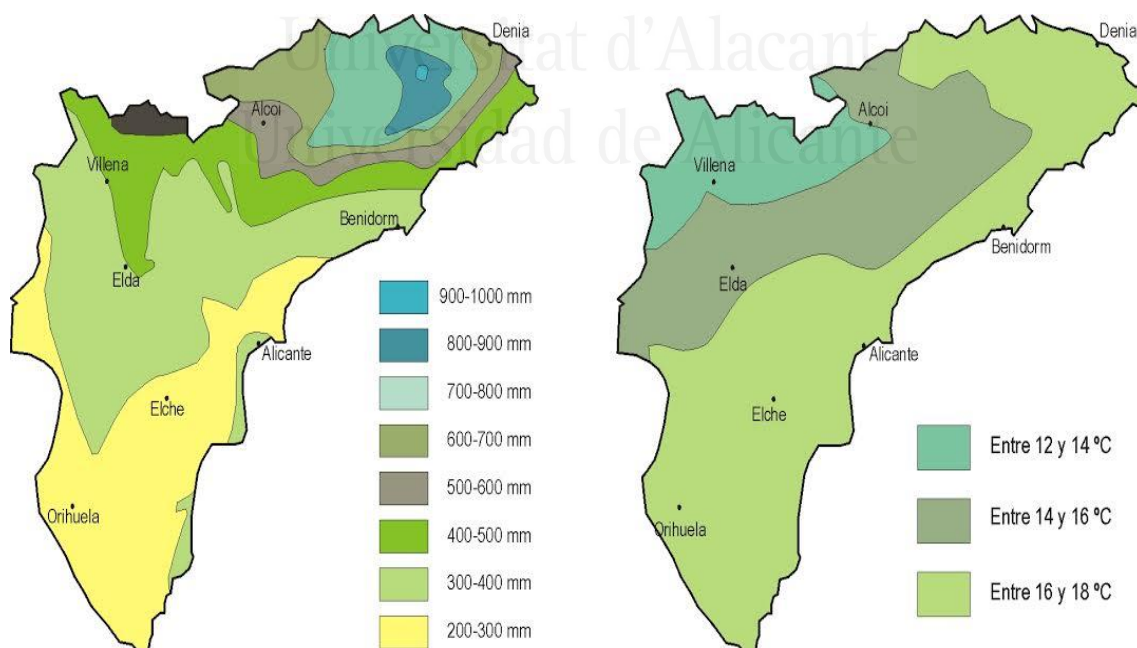 Universitat d'Alacant
Universidad de Alicante
Denia
Alcoi
Villena
Benidorm
Elda
Alicante
Elche
Orihuela
900-1000 mm
800-900 mm
700-800 mm
600-700 mm
500-600 mm
400-500 mm
300-400 mm
200-300 mm
Denia
Alcoi
Villena
Benidorm
Elda
Alicante
Elche
Orihuela
Entre 12 y 14 ºC
Entre 14 y 16 ºC
Entre 16 y 18 ºC